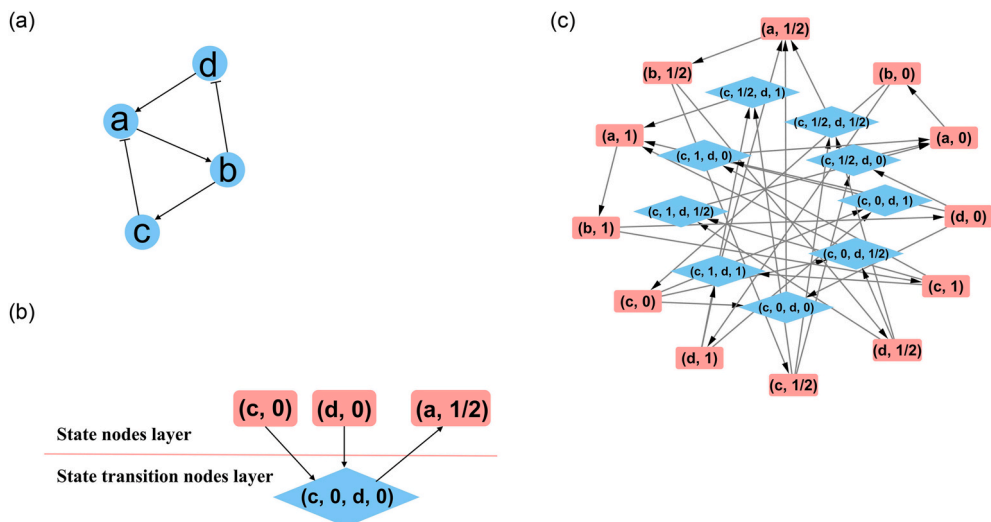 (a)
d
a
b
c
(b)
(c, 0)
(d, 0)
(a, 1/2)
State nodes layer
State transition nodes layer
(c, 0, d, 0)
(c)
(a, 1/2)
(b, 1/2)
(b, 0)
(c, 1/2, d, 1)
(c, 1/2, d, 1/2)
(a, 1)
(a, 0)
(c, 1, d, 0)
(c, 1/2, d, 0)
(c, 0, d, 1)
(c, 1, d, 1/2)
(d, 0)
(b, 1)
(c, 0, d, 1/2)
(c, 1, d, 1)
(c, 1)
(c, 0)
(c, 0, d, 0)
(d, 1)
(d, 1/2)
(c, 1/2)